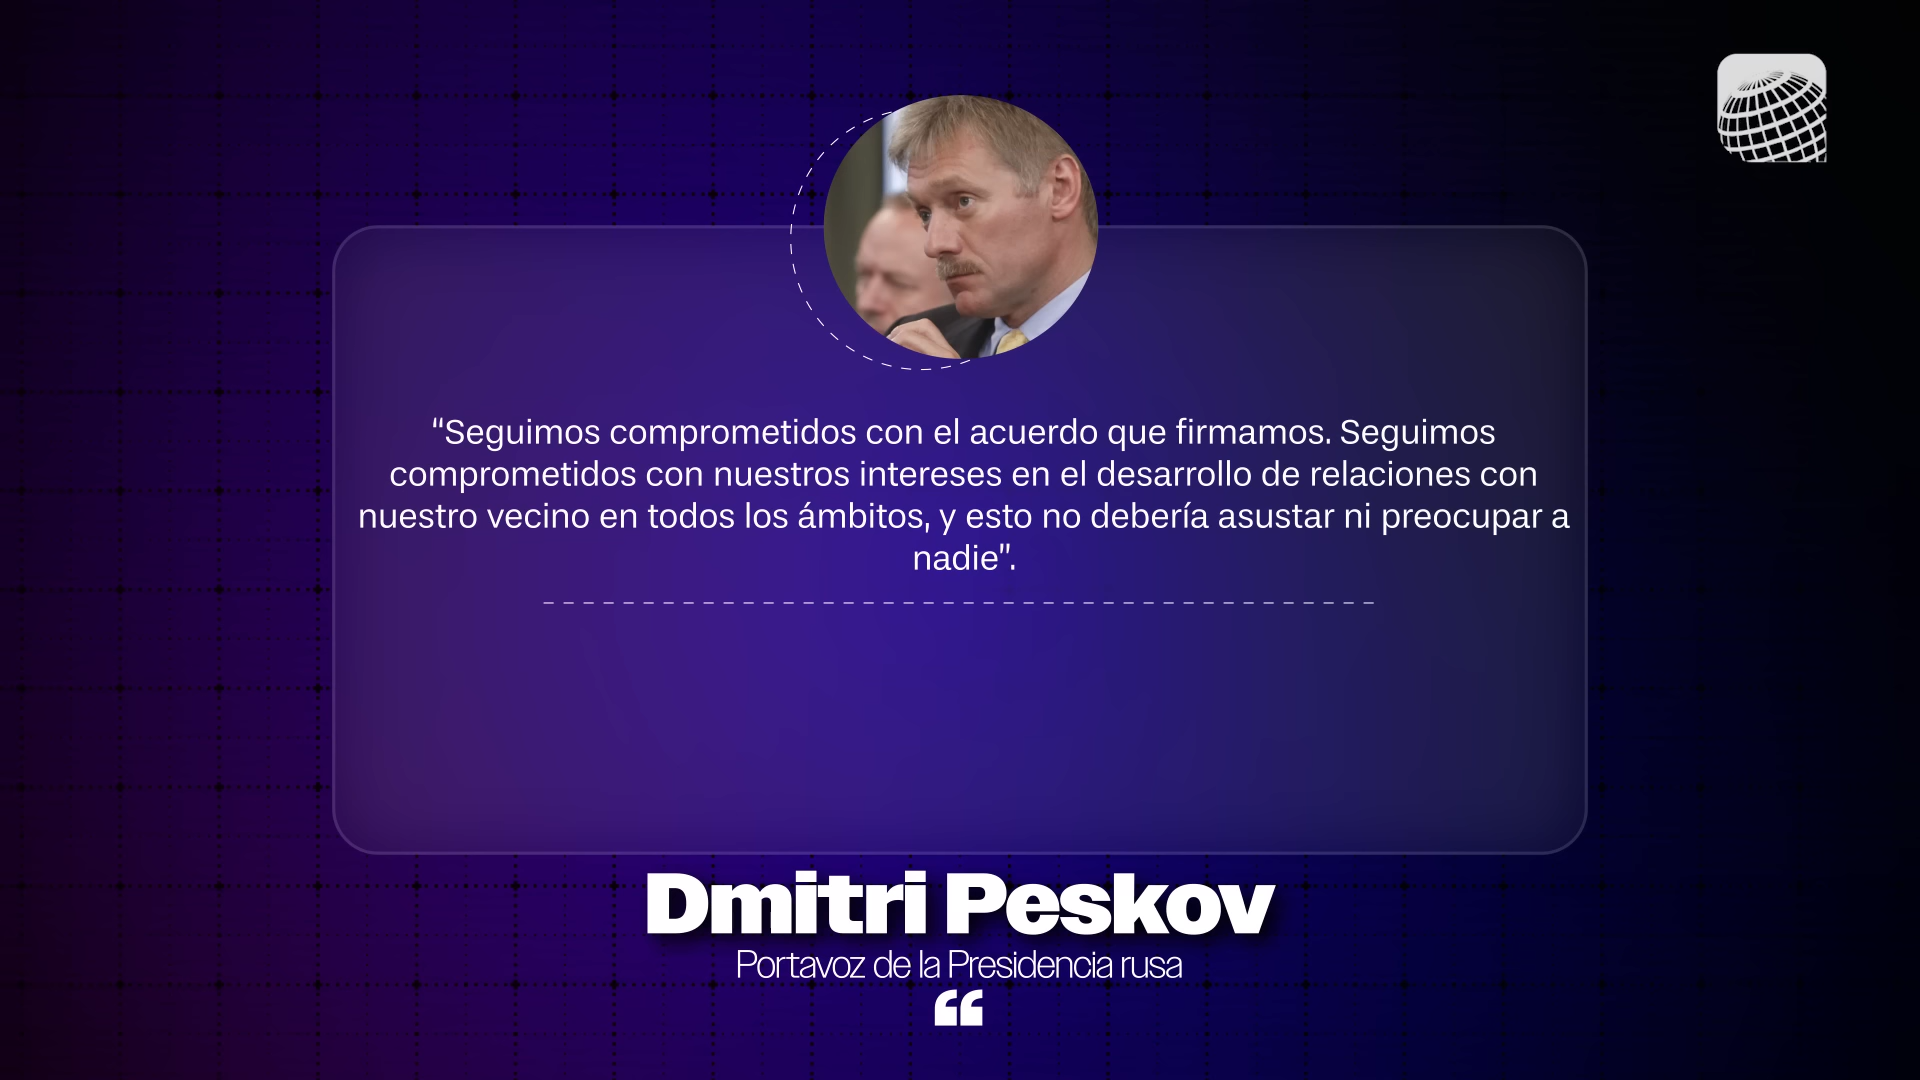 “Seguimos comprometidos con el acuerdo que firmamos. Seguimos
comprometidos con nuestros intereses en el desarrollo de relaciones con
nuestro vecino en todos los ámbitos, y esto no debería asustar ni preocupar a
nadie”.
Dmitri Peskov
Portavoz de la Presidencia rusa
“